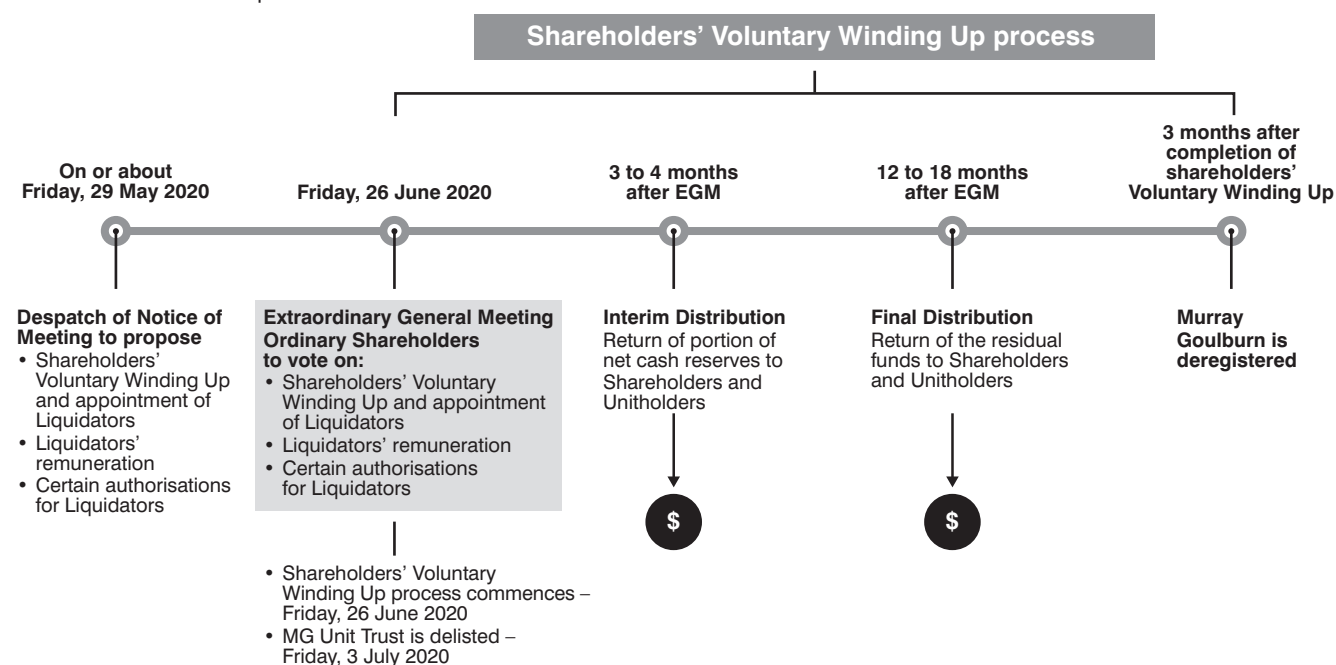 Shareholders’ Voluntary Winding Up process
On or about
Friday, 29 May 2020
Friday, 26 June 2020
3 to 4 months
after EGM
12 to 18 months
after EGM
3 months after
completion of
shareholders’
Voluntary Winding Up
Despatch of Notice of
Meeting to propose
• Shareholders’
Voluntary Winding Up
and appointment of
Liquidators
• Liquidators’
remuneration
• Certain authorisations
for Liquidators
Extraordinary General Meeting
Ordinary Shareholders
to vote on:
• Shareholders’ Voluntary
Winding Up and appointment
of Liquidators
• Liquidators’ remuneration
• Certain authorisations
for Liquidators
• Shareholders’ Voluntary
Winding Up process commences –
Friday, 26 June 2020
• MG Unit Trust is delisted –
Friday, 3 July 2020
Interim Distribution
Return of portion of
net cash reserves to
Shareholders and
Unitholders
$
Final Distribution
Return of the residual
funds to Shareholders
and Unitholders
$
Murray
Goulburn is
deregistered